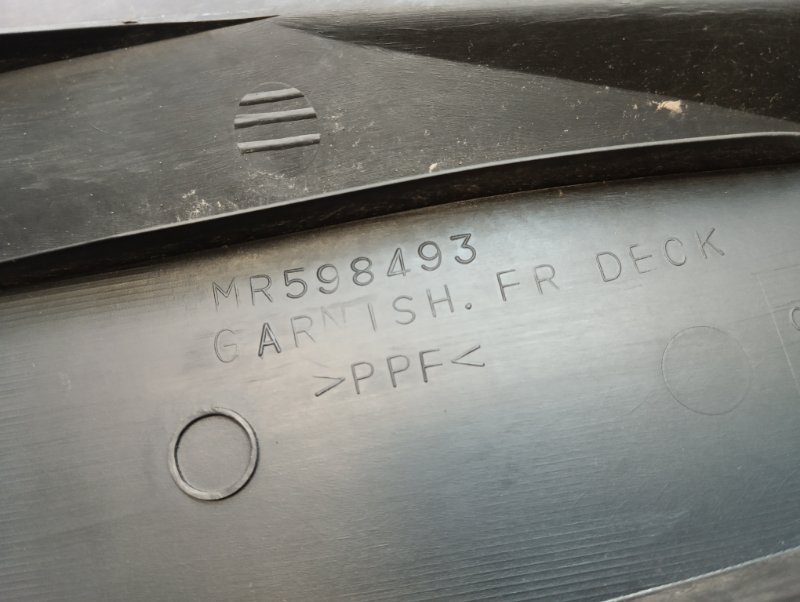 MR598493
GARNISH. FR DECK
>PPF<